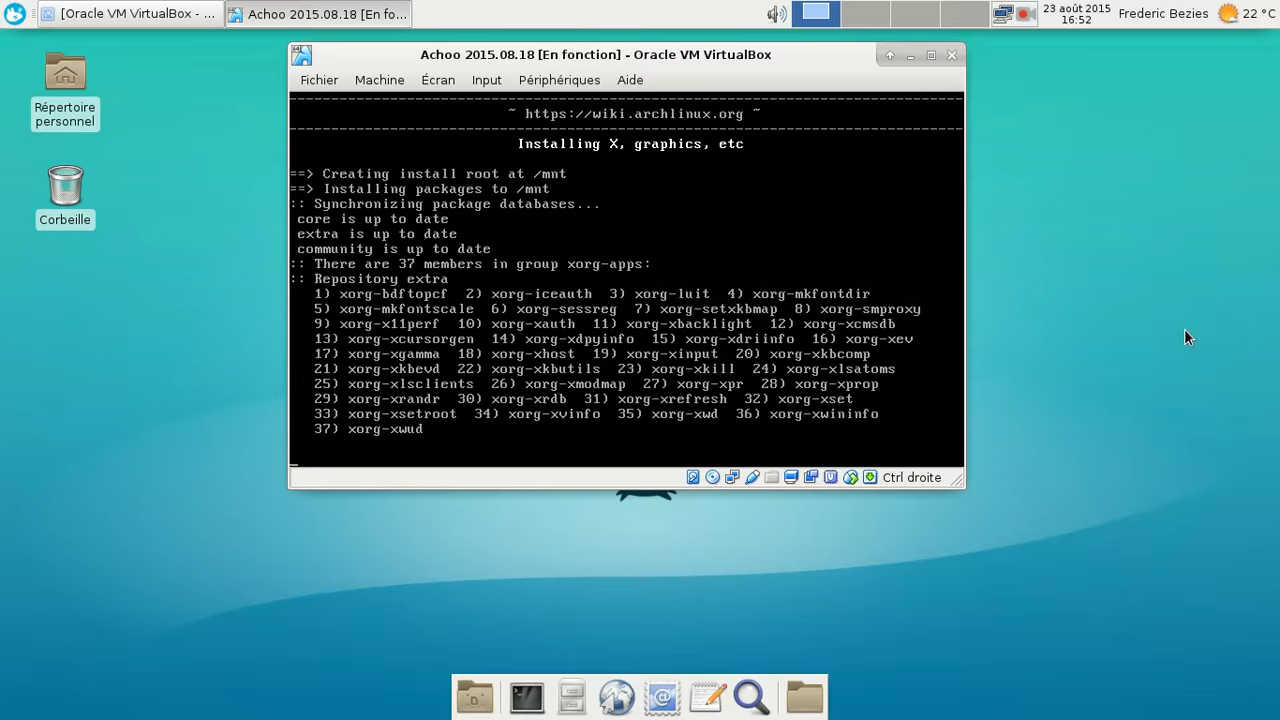 [Oracle VM VirtualBox - ...
Achoo 2015.08.18 [En fo...
23 août 2015
16:52
Frederic Bezies
22 °C
Répertoire
personnel
Corbeille
Achoo 2015.08.18 [En fonction] - Oracle VM VirtualBox
Fichier Machine Écran Input Périphériques Aide
~ https://wiki.archlinux.org ~
Installing X, graphics, etc
==> Creating install root at /mnt
==> Installing packages to /mnt
:: Synchronizing package databases...
core is up to date
extra is up to date
community is up to date
:: There are 37 members in group xorg-apps:
:: Repository extra
1) xorg-bdftopcf 2) xorg-iceauth 3) xorg-luit 4) xorg-mkfontdir
5) xorg-mkfontscale 6) xorg-sessreg 7) xorg-setxkbmap 8) xorg-smproxy
9) xorg-x11perf 10) xorg-xauth 11) xorg-xbacklight 12) xorg-xcmsdb
13) xorg-xcursorgen 14) xorg-xdpyinfo 15) xorg-xdriinfo 16) xorg-xev
17) xorg-xgamma 18) xorg-xhost 19) xorg-xinput 20) xorg-xkbcomp
21) xorg-xkbevd 22) xorg-xkbutils 23) xorg-xkill 24) xorg-xlsatoms
25) xorg-xlsclients 26) xorg-xmodmap 27) xorg-xpr 28) xorg-xprop
29) xorg-xrandr 30) xorg-xrdb 31) xorg-xrefresh 32) xorg-xset
33) xorg-xsetroot 34) xorg-xvinfo 35) xorg-xwd 36) xorg-xwininfo
37) xorg-xwud
Ctrl droite